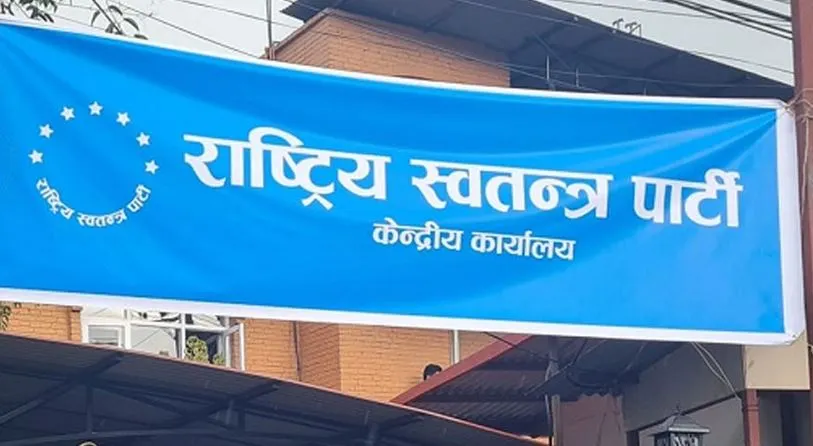 राष्ट्रिय स्वतन्त्र पार्टी
राष्ट्रिय स्वतन्त्र पार्टी
केन्द्रीय कार्यालय